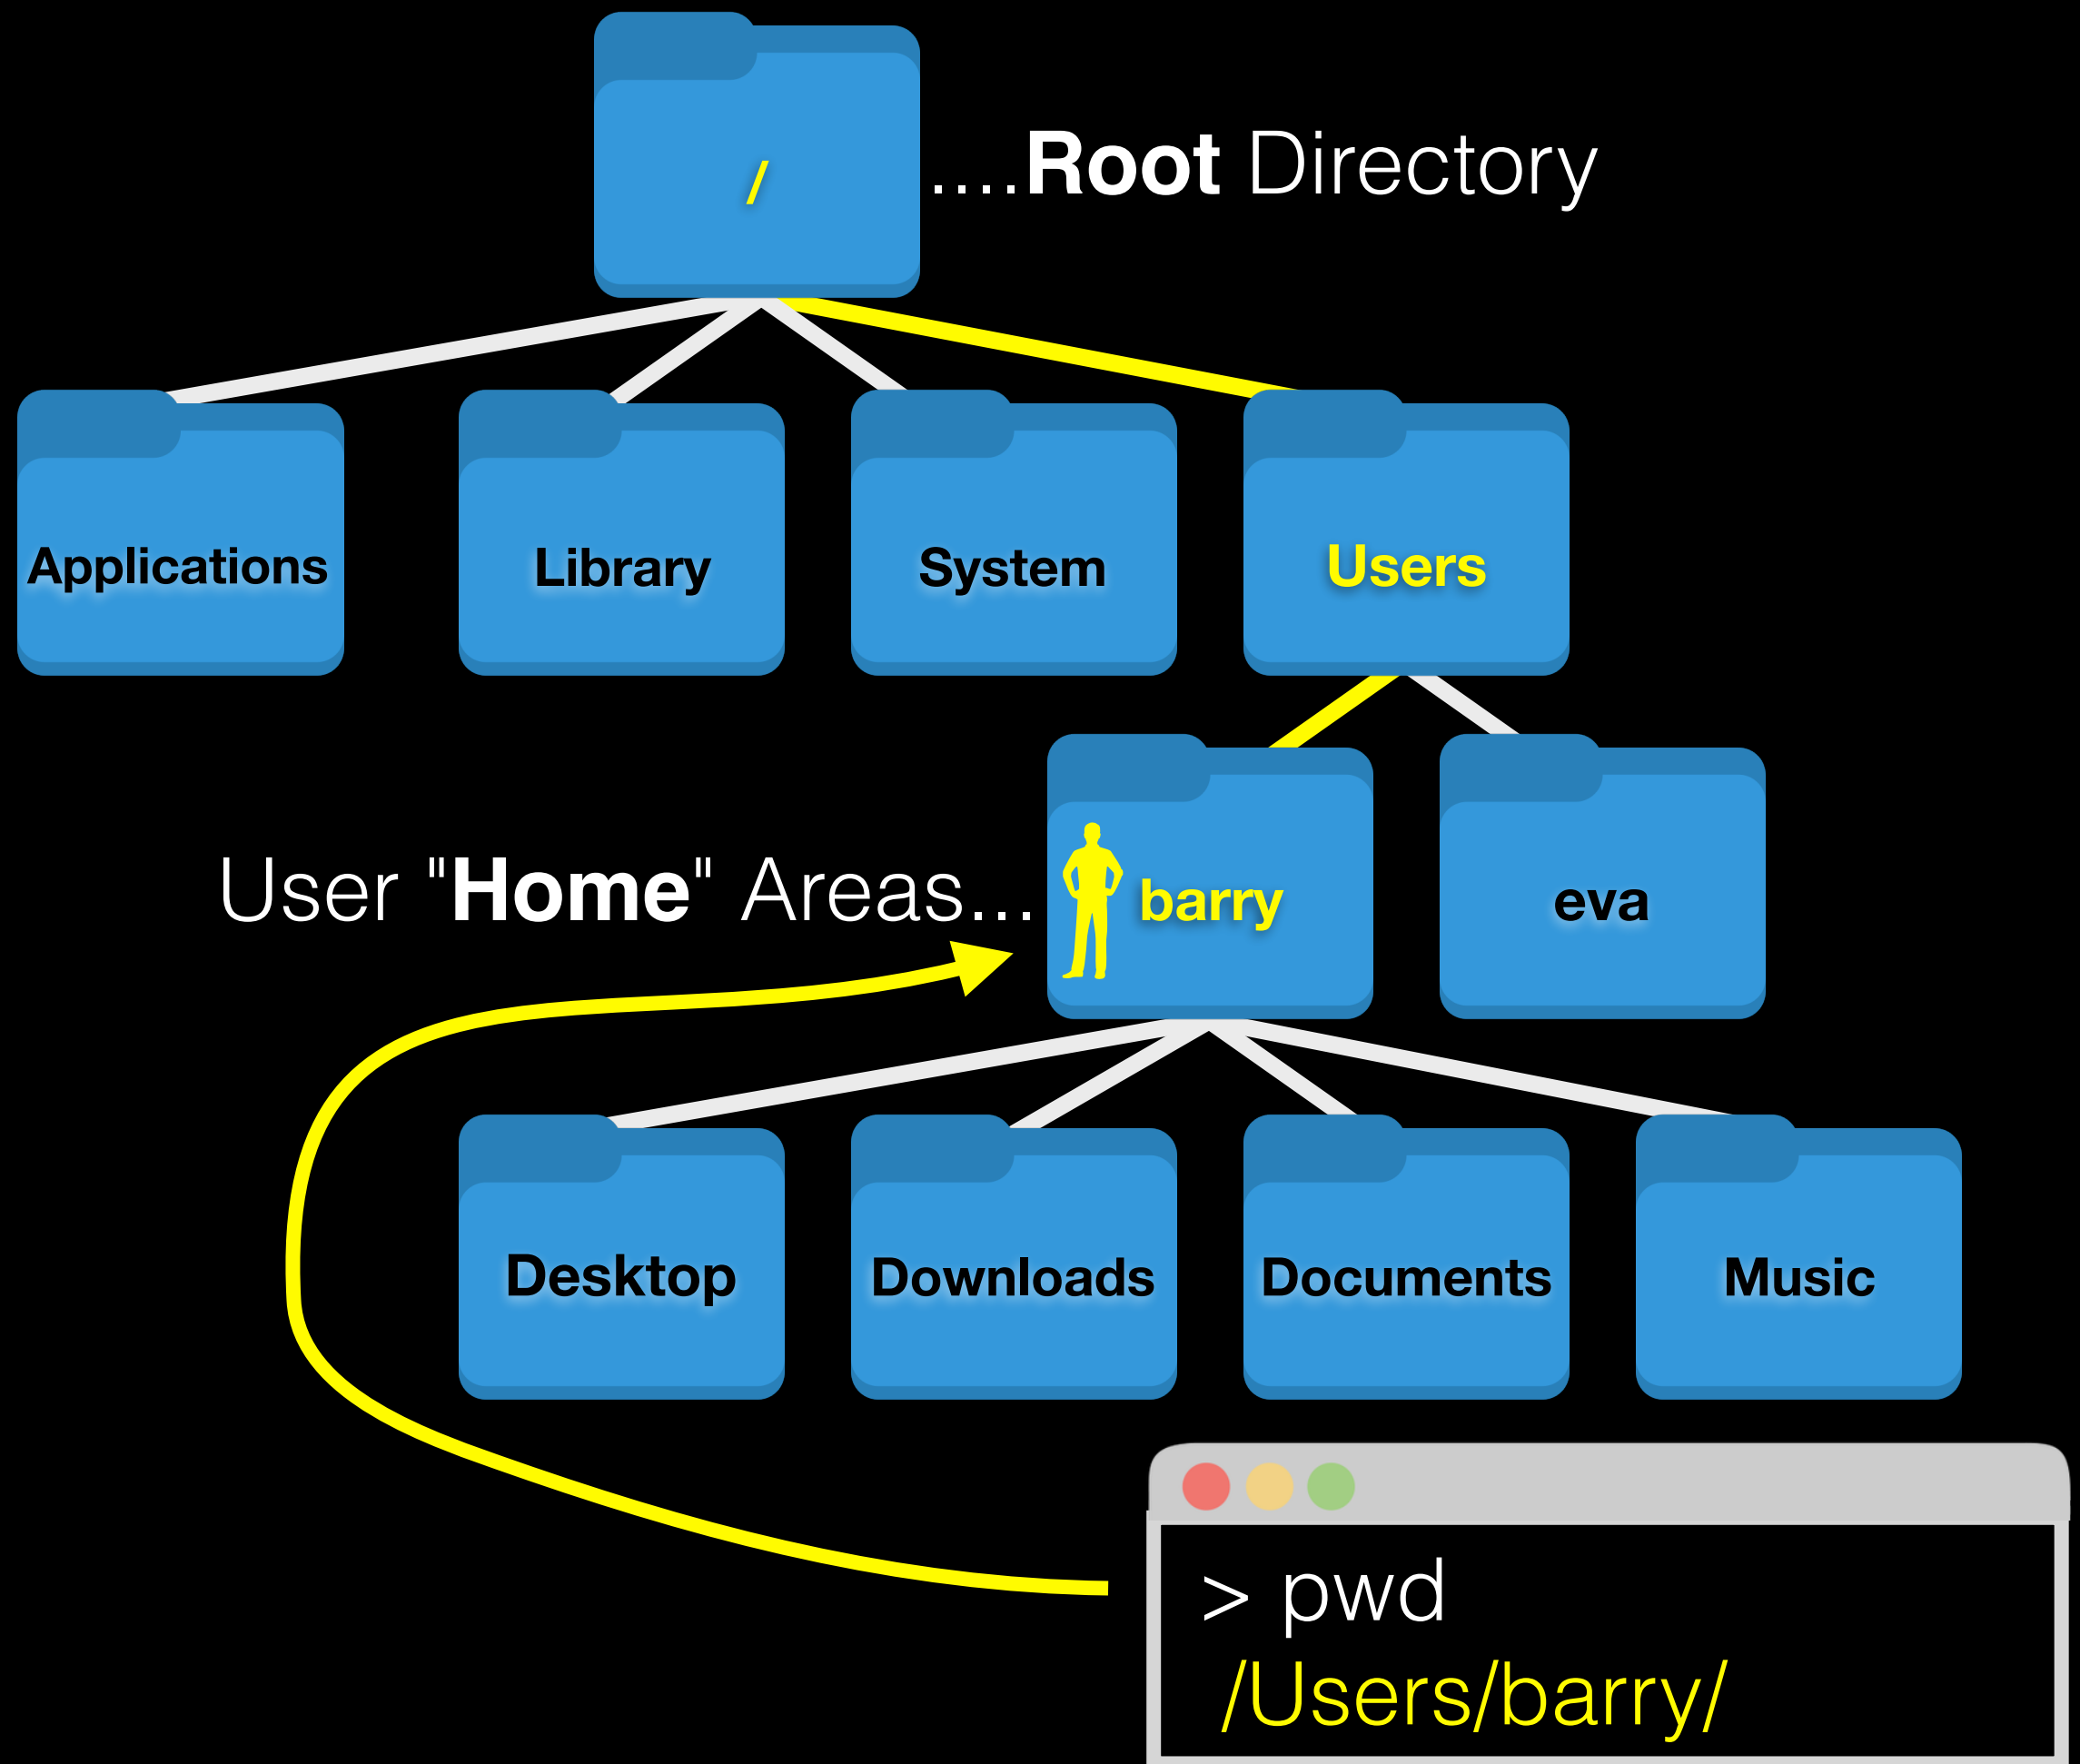 /
....Root Directory
Applications
Library
System
Users
User "Home" Areas...
barry
eva
Desktop
Downloads
Documents
Music
> pwd
/Users/barry/